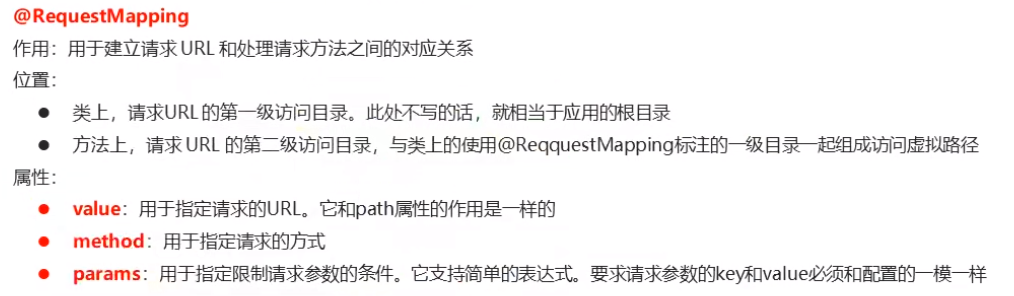 @RequestMapping
作用：用于建立请求 URL 和处理请求方法之间的对应关系
位置：
● 类上，请求URL 的第一级访问目录。此处不写的话，就相当于应用的根目录
● 方法上，请求 URL 的第二级访问目录，与类上的使用@ReqquestMapping标注的一级目录一起组成访问虚拟路径
属性：
● value：用于指定请求的URL。它和path属性的作用是一样的
● method：用于指定请求的方式
● params：用于指定限制请求参数的条件。它支持简单的表达式。要求请求参数的key和value必须和配置的一模一样